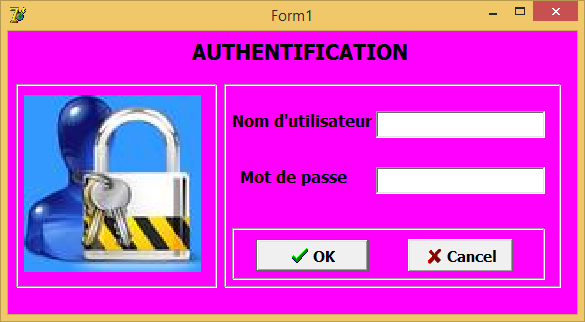 Form1
AUTHENTIFICATION
Nom d'utilisateur
Mot de passe
OK
Cancel